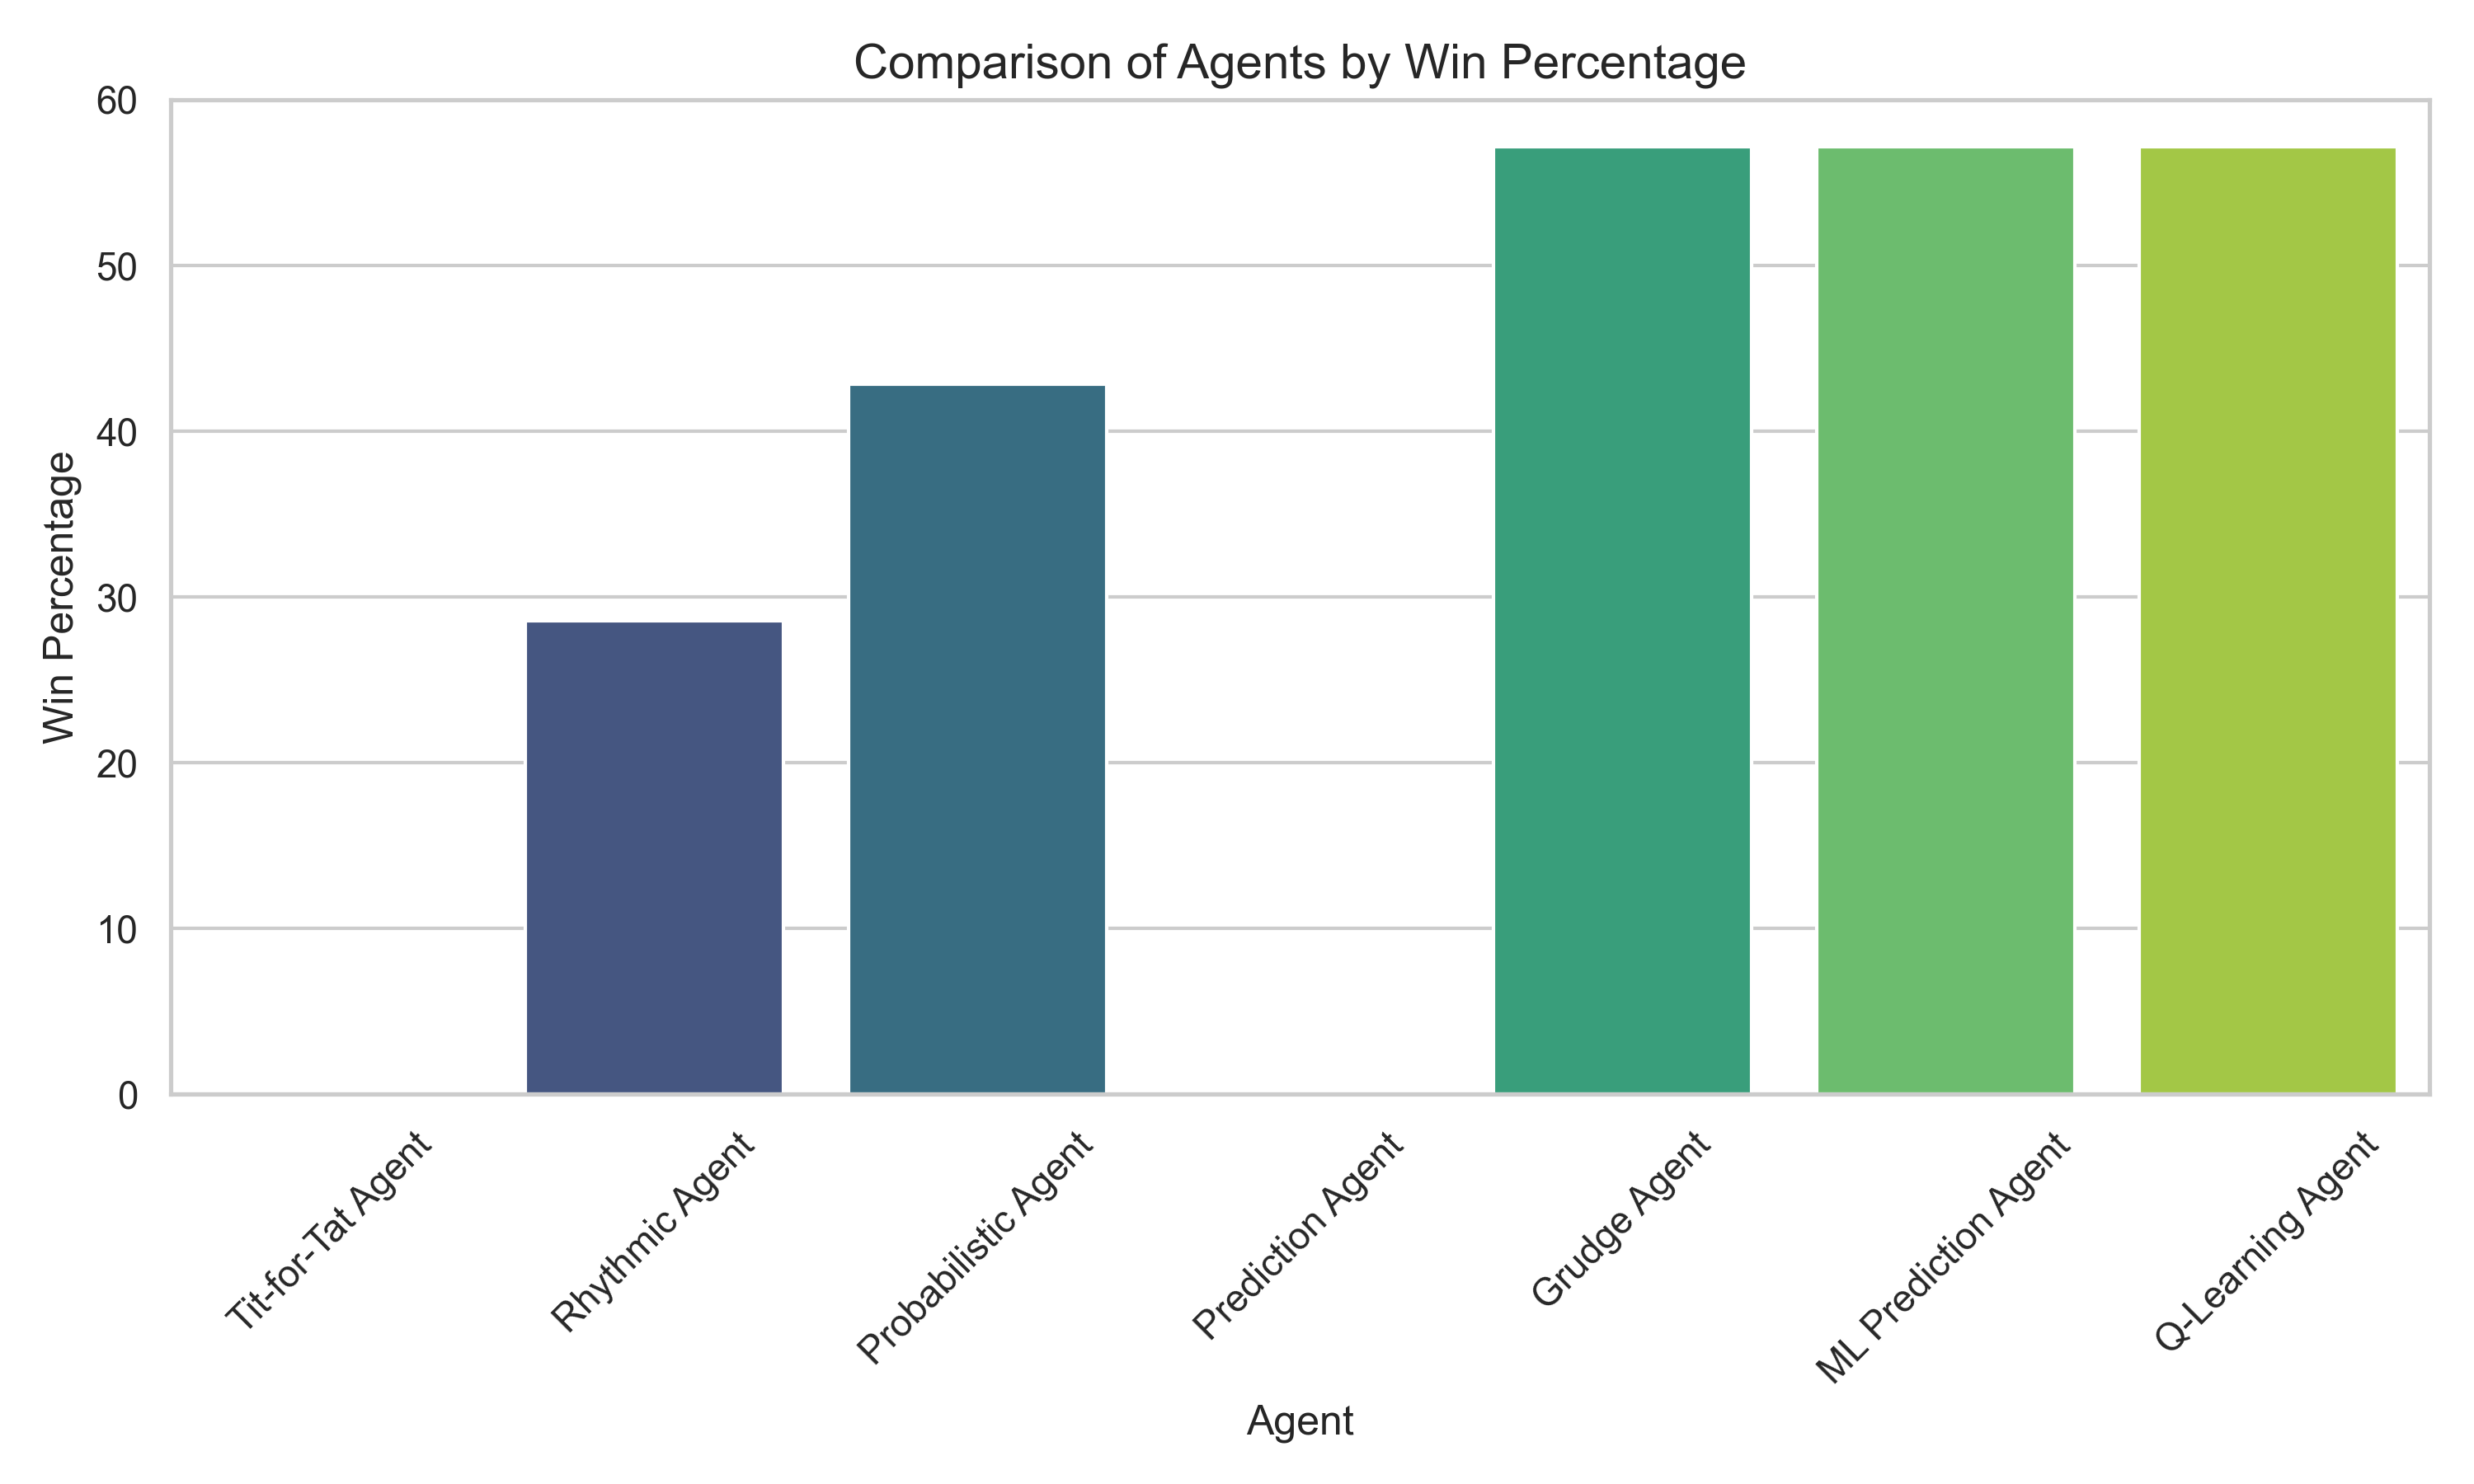 Comparison of Agents by Win Percentage
60
50
40
30
20
10
0
Win Percentage
Tit-for-Tat Agent
Rhythmic Agent
Probabilistic Agent
Prediction Agent
Grudge Agent
ML Prediction Agent
Q-Learning Agent
Agent